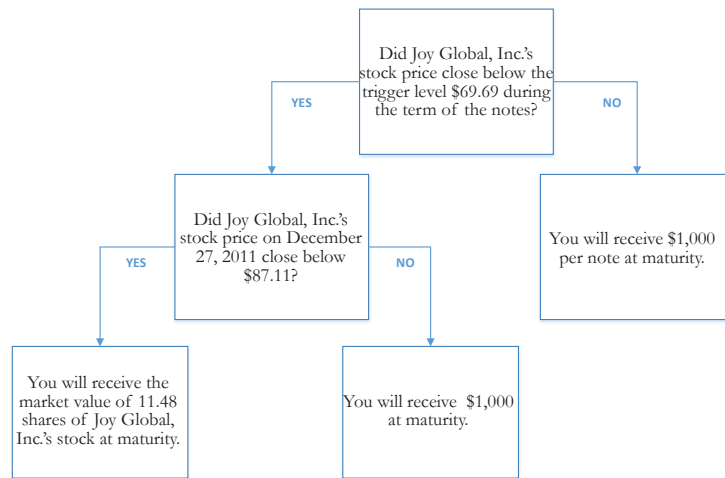 Did Joy Global, Inc.'s
stock price close below the
trigger level $69.69 during
the term of the notes?
YES
NO
Did Joy Global, Inc.'s
stock price on December
27, 2011 close below
$87.11?
You will receive $1,000
per note at maturity.
YES
NO
You will receive the
market value of 11.48
shares of Joy Global,
Inc.'s stock at maturity.
You will receive $1,000
at maturity.